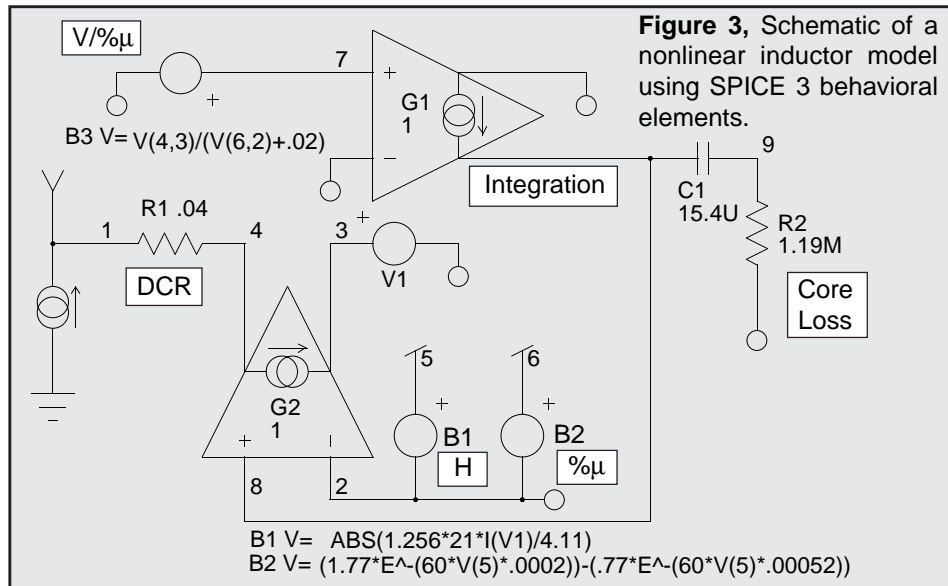 V/%μ
Figure 3, Schematic of a
nonlinear inductor model
using SPICE 3 behavioral
elements.
7
+
+
G1
1
B3 V= V(4,3)/(V(6,2)+.02)
−
9
Integration
C1
15.4U
R2
1.19M
R1 .04
1
4
3
+
V1
DCR
Core
Loss
5
6
G2
1
+
+
B1
B2
H
%μ
+
−
8
2
B1 V= ABS(1.256*21*I(V1)/4.11)
B2 V= (1.77*E^-(60*V(5)*.0002))-(.77*E^-(60*V(5)*.00052))